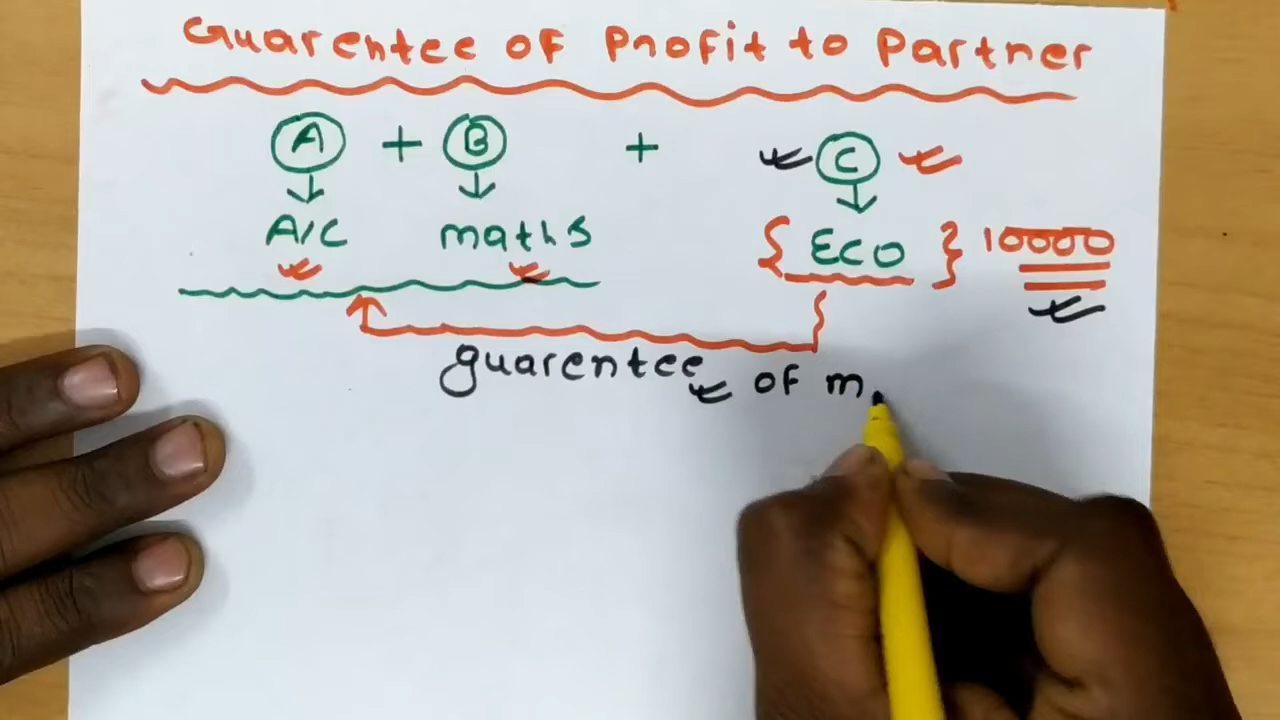 Guarentee OF Profit to Partner
A + B + C
A/C maths { ECO } 10000
guarentee OF m